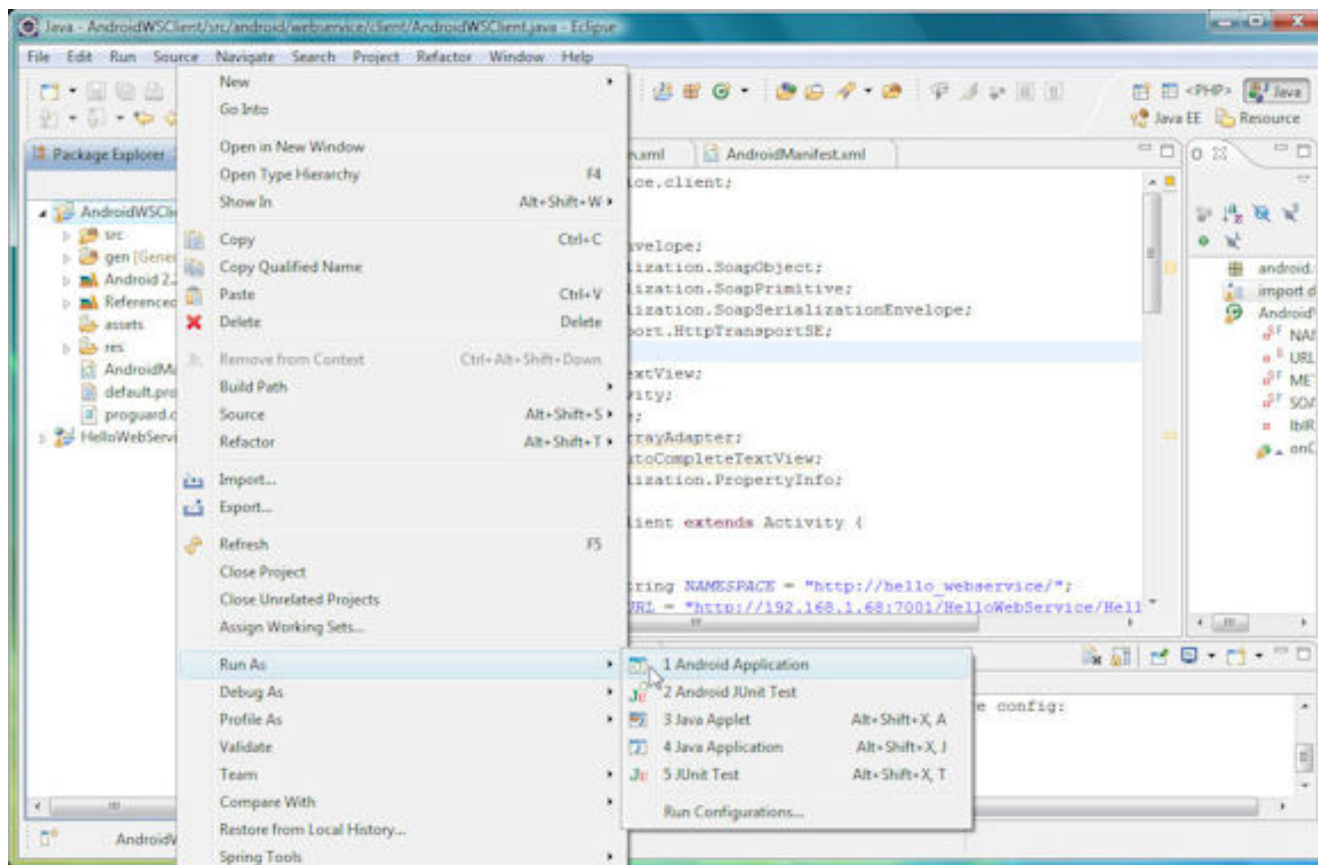 Java - AndroidWSClient/src/android/webservice/client/AndroidWSClient.java - Eclipse
File Edit Run Source Navigate Search Project Refactor Window Help
<PHP> Java
Java EE Resource
Package Explorer
AndroidWSClie
src
gen [Gener
Android 2.
Referenced
assets
res
AndroidMa
default.pro
proguard.c
HelloWebServi
New
Go Into
Open in New Window
Open Type Hierarchy F4
Show In Alt+Shift+W
Copy Ctrl+C
Copy Qualified Name
Paste Ctrl+V
Delete Delete
Remove from Context Ctrl+Alt+Shift+Down
Build Path
Source Alt+Shift+S
Refactor Alt+Shift+T
Import...
Export...
Refresh F5
Close Project
Close Unrelated Projects
Assign Working Sets...
Run As
Debug As
Profile As
Validate
Team
Compare With
Restore from Local History...
Spring Tools
1 Android Application
2 Android JUnit Test
3 Java Applet Alt+Shift+X, A
4 Java Application Alt+Shift+X, J
5 JUnit Test Alt+Shift+X, T
Run Configurations...
n.xml AndroidManifest.xml
ice.client;
nvelope;
lization.SoapObject;
lization.SoapPrimitive;
lization.SoapSerializationEnvelope;
port.HttpTransportSE;
extView;
vity;
e;
rrayAdapter;
utoCompleteTextView;
lization.PropertyInfo;
lient extends Activity {
tring NAMESPACE = "http://hello_webservice/";
URL = "http://192.168.1.68:7001/HelloWebService/Hell
e config:
android.
import d
Android
NAM
URL
MET
SOA
lblR
onC
AndroidV